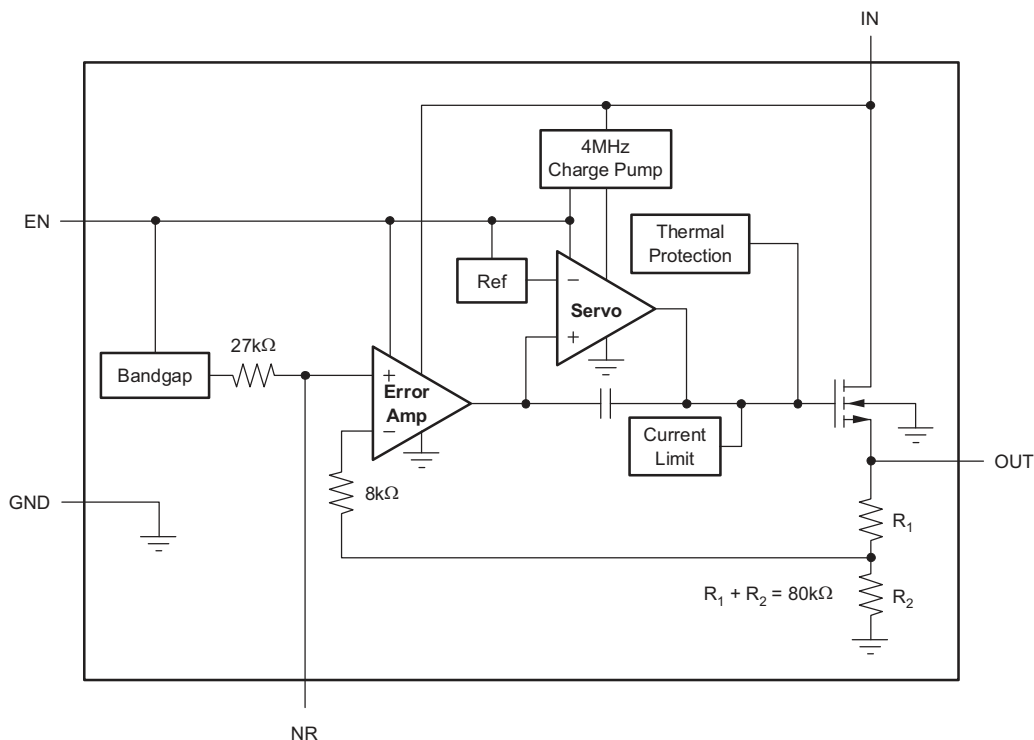 IN
4MHz
Charge Pump
EN
Thermal
Protection
Ref
−
Servo
+
27kΩ
Bandgap
+
Error
Amp
−
Current
Limit
OUT
8kΩ
GND
R1
R1 + R2 = 80kΩ
R2
NR